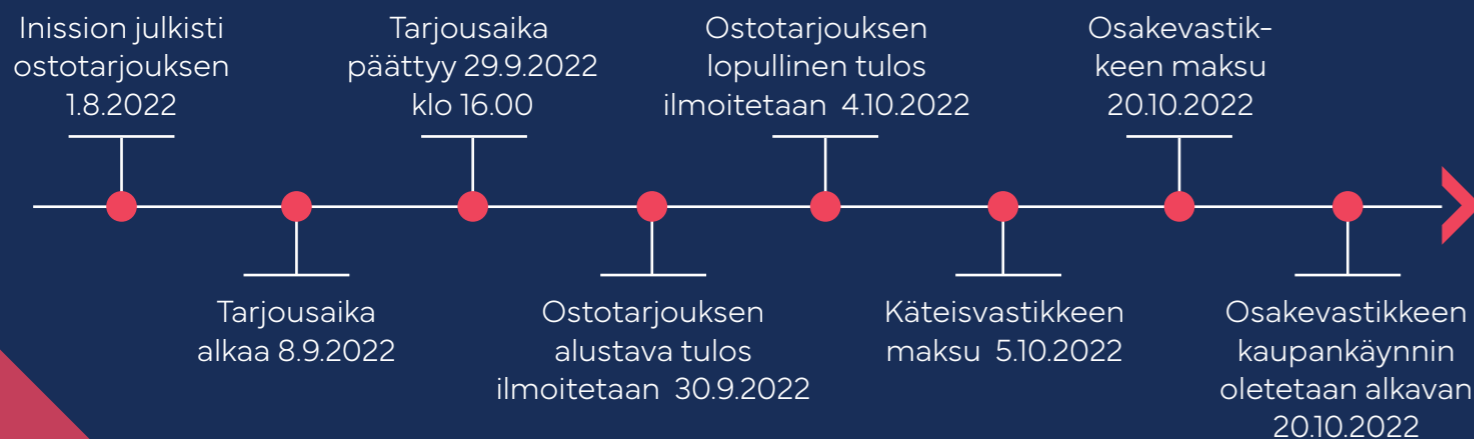 Inission julkisti
ostotarjouksen
1.8.2022
Tarjousaika
alkaa 8.9.2022
Tarjousaika
päättyy 29.9.2022
klo 16.00
Ostotarjouksen
alustava tulos
ilmoitetaan 30.9.2022
Ostotarjouksen
lopullinen tulos
ilmoitetaan 4.10.2022
Käteisvastikkeen
maksu 5.10.2022
Osakevastik-
keen maksu
20.10.2022
Osakevastikkeen
kaupankäynnin
oletetaan alkavan
20.10.2022